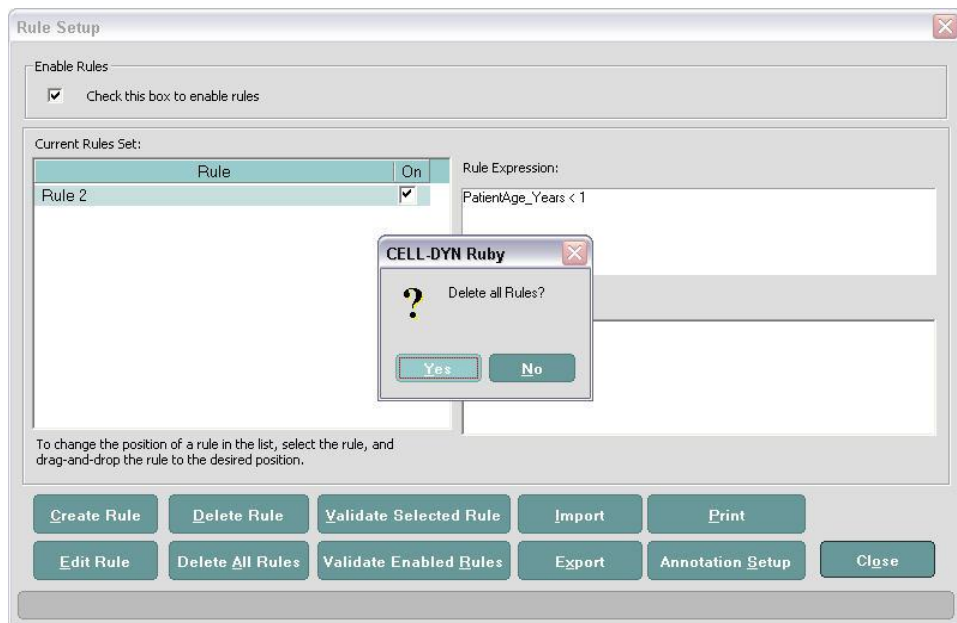 Rule Setup
Enable Rules
Check this box to enable rules
Current Rules Set:
Rule On
Rule 2
Rule Expression:
PatientAge_Years < 1
CELL-DYN Ruby
?
Delete all Rules?
Yes No
To change the position of a rule in the list, select the rule, and
drag-and-drop the rule to the desired position.
Create Rule Delete Rule Validate Selected Rule Import Print
Edit Rule Delete All Rules Validate Enabled Rules Export Annotation Setup Close